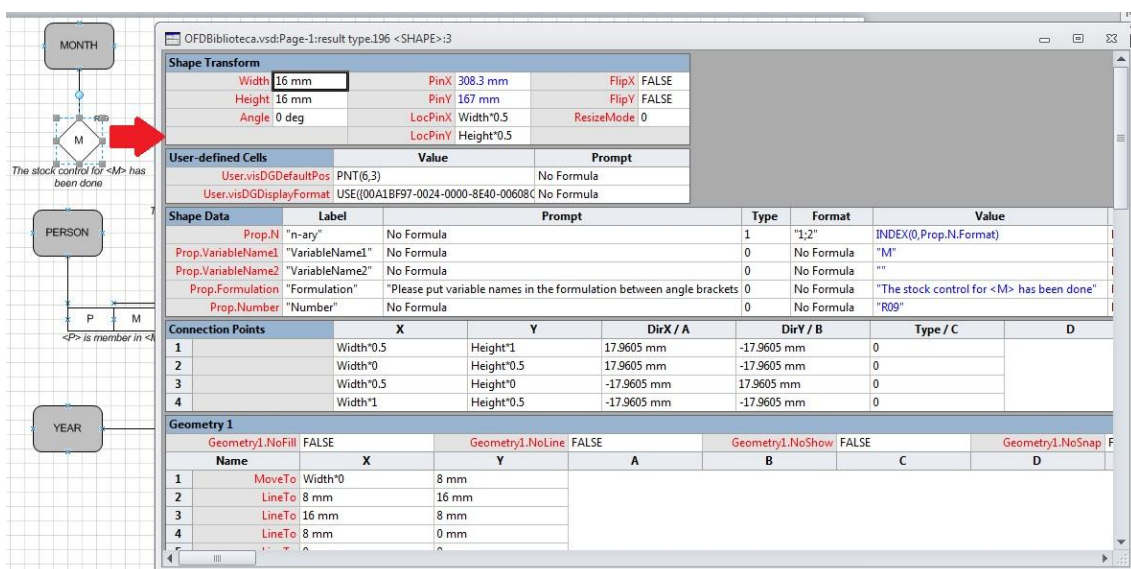 MONTH
R09
M
The stock control for <M> has
been done
PERSON
P M
<P> is member in <M
YEAR
OFDBiblioteca.vsd:Page-1:result type.196 <SHAPE>:3
Shape Transform
Width 16 mm PinX 308.3 mm FlipX FALSE
Height 16 mm PinY 167 mm FlipY FALSE
Angle 0 deg LocPinX Width*0.5 ResizeMode 0
LocPinY Height*0.5
User-defined Cells Value Prompt
User.visDGDefaultPos PNT(6,3) No Formula
User.visDGDisplayFormat USE({00A1BF97-0024-0000-8E40-00608C No Formula
Shape Data Label Prompt Type Format Value
Prop.N "n-ary" No Formula 1 "1;2" INDEX(0,Prop.N.Format)
Prop.VariableName1 "VariableName1" No Formula 0 No Formula "M"
Prop.VariableName2 "VariableName2" No Formula 0 No Formula ""
Prop.Formulation "Formulation" "Please put variable names in the formulation between angle brackets 0 No Formula "The stock control for <M> has been done"
Prop.Number "Number" No Formula 0 No Formula "R09"
Connection Points X Y DirX / A DirY / B Type / C D
1 Width*0.5 Height*1 17.9605 mm -17.9605 mm 0
2 Width*0 Height*0.5 17.9605 mm -17.9605 mm 0
3 Width*0.5 Height*0 -17.9605 mm 17.9605 mm 0
4 Width*1 Height*0.5 -17.9605 mm -17.9605 mm 0
Geometry 1
Geometry1.NoFill FALSE Geometry1.NoLine FALSE Geometry1.NoShow FALSE Geometry1.NoSnap F
Name X Y A B C D
1 MoveTo Width*0 8 mm
2 LineTo 8 mm 16 mm
3 LineTo 16 mm 8 mm
4 LineTo 8 mm 0 mm